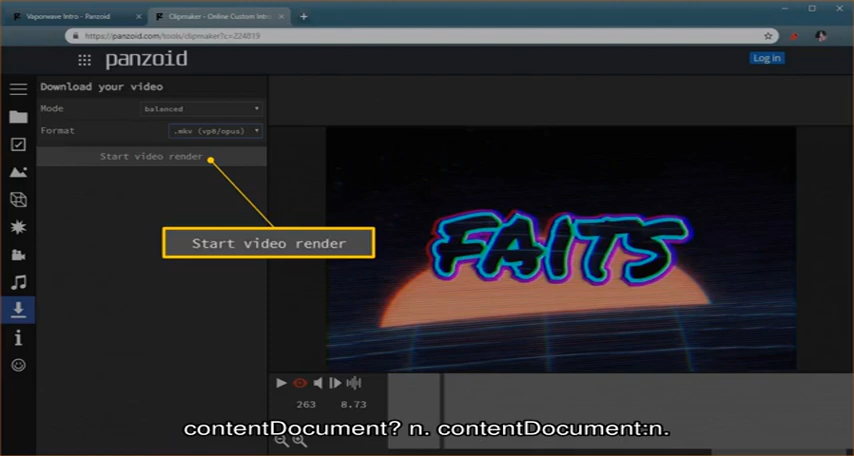 Vaporwave Intro - Panzoid
Clipmaker - Online Custom Intro
https://panzoid.com/tools/clipmaker?c=224819
panzoid
Log in
Download your video
Mode
balanced
Format
.mkv (vp8/opus)
Start video render
Start video render
FAITS
263
8.73
contentDocument? n. contentDocument:n.